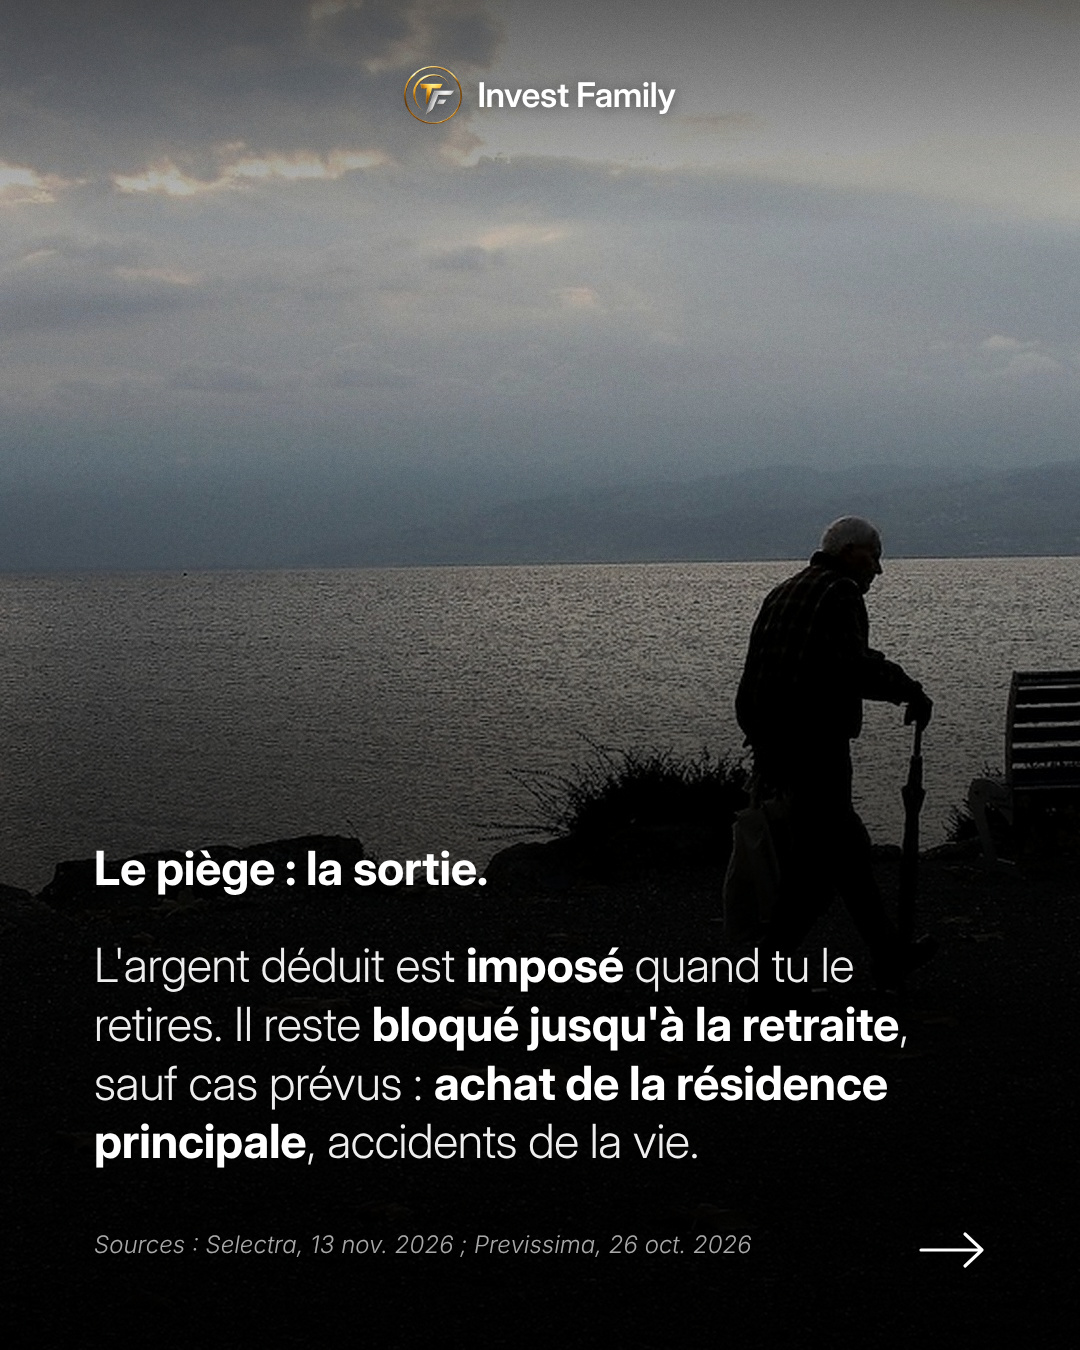 TF Invest Family
Le piège : la sortie.
L'argent déduit est imposé quand tu le
retires. Il reste bloqué jusqu'à la retraite,
sauf cas prévus : achat de la résidence
principale, accidents de la vie.
Sources : Selectra, 13 nov. 2026 ; Previssima, 26 oct. 2026